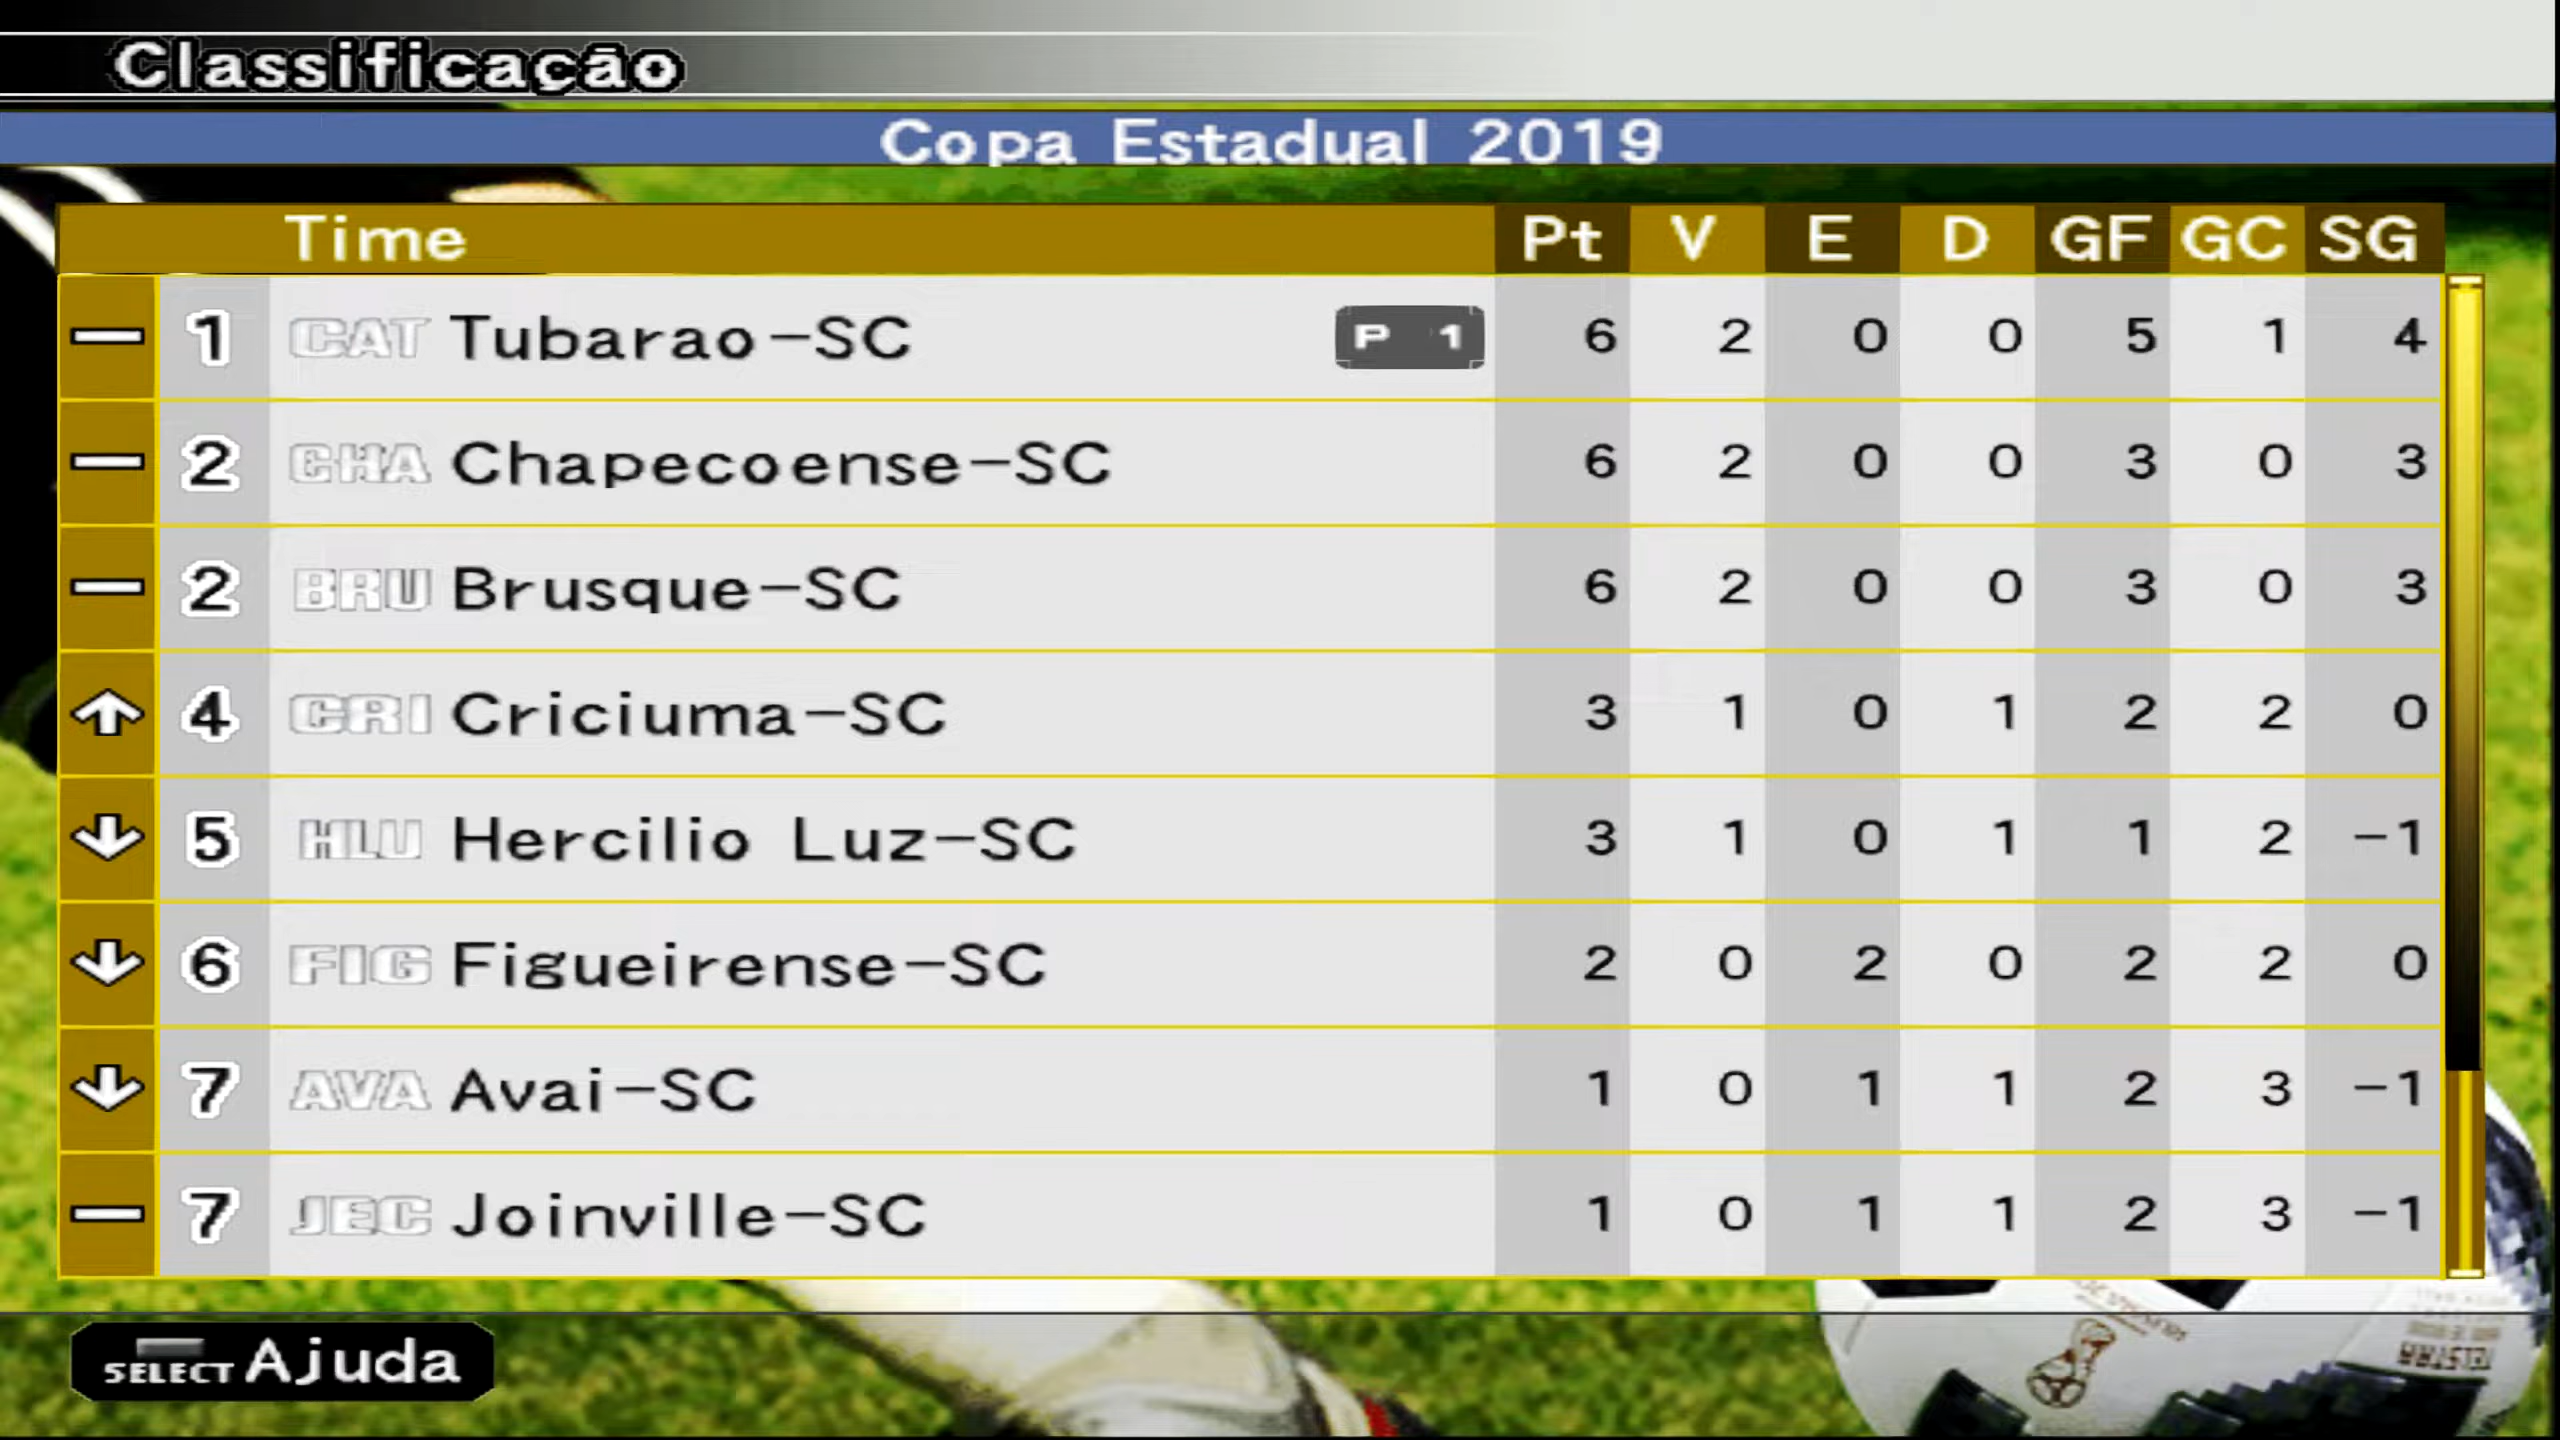 Classificação
Copa Estadual 2019
Time Pt V E D GF GC SG
1 CAT Tubarao-SC P 1 6 2 0 0 5 1 4
2 CHA Chapecoense-SC 6 2 0 0 3 0 3
2 BRU Brusque-SC 6 2 0 0 3 0 3
4 CRI Criciuma-SC 3 1 0 1 2 2 0
5 HLU Hercilio Luz-SC 3 1 0 1 1 2 -1
6 FIG Figueirense-SC 2 0 2 0 2 2 0
7 AVA Avai-SC 1 0 1 1 2 3 -1
7 JEC Joinville-SC 1 0 1 1 2 3 -1
SELECT Ajuda
TELSTAR